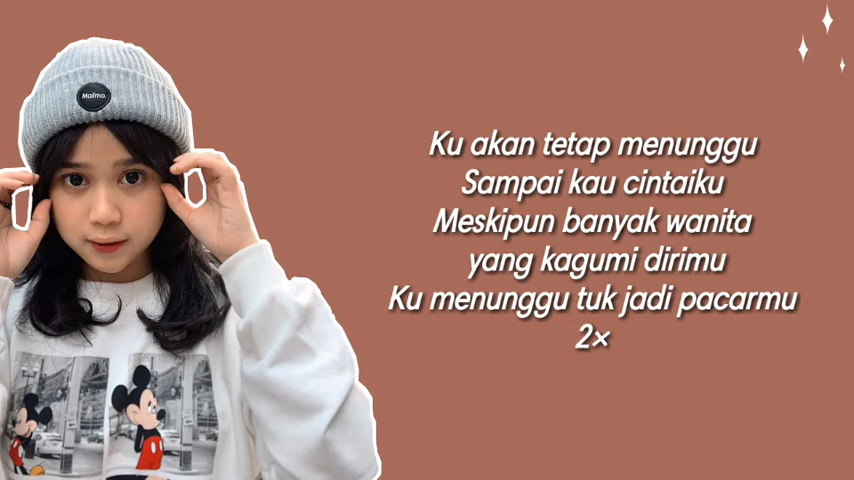 Mailmo.
Ku akan tetap menunggu
Sampai kau cintaiku
Meskipun banyak wanita
yang kagumi dirimu
Ku menunggu tuk jadi pacarmu
2×